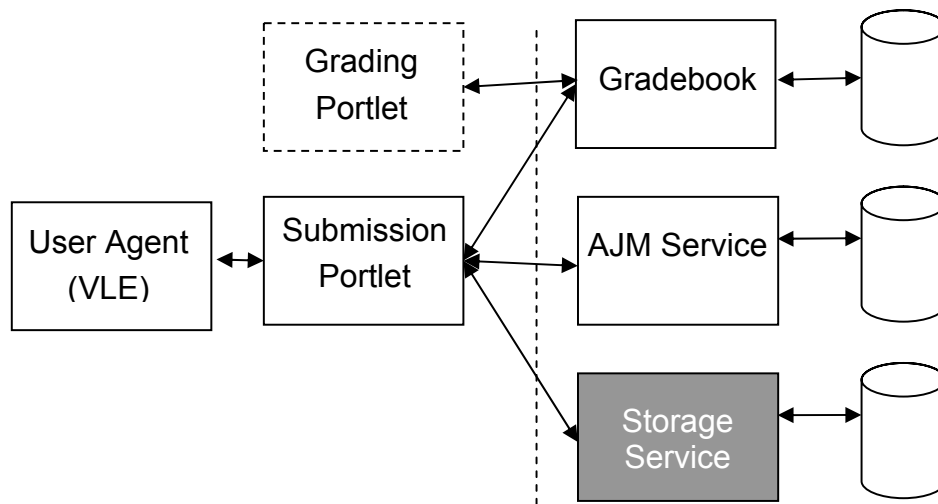 Grading
Portlet
Gradebook
User Agent
(VLE)
Submission
Portlet
AJM Service
Storage
Service